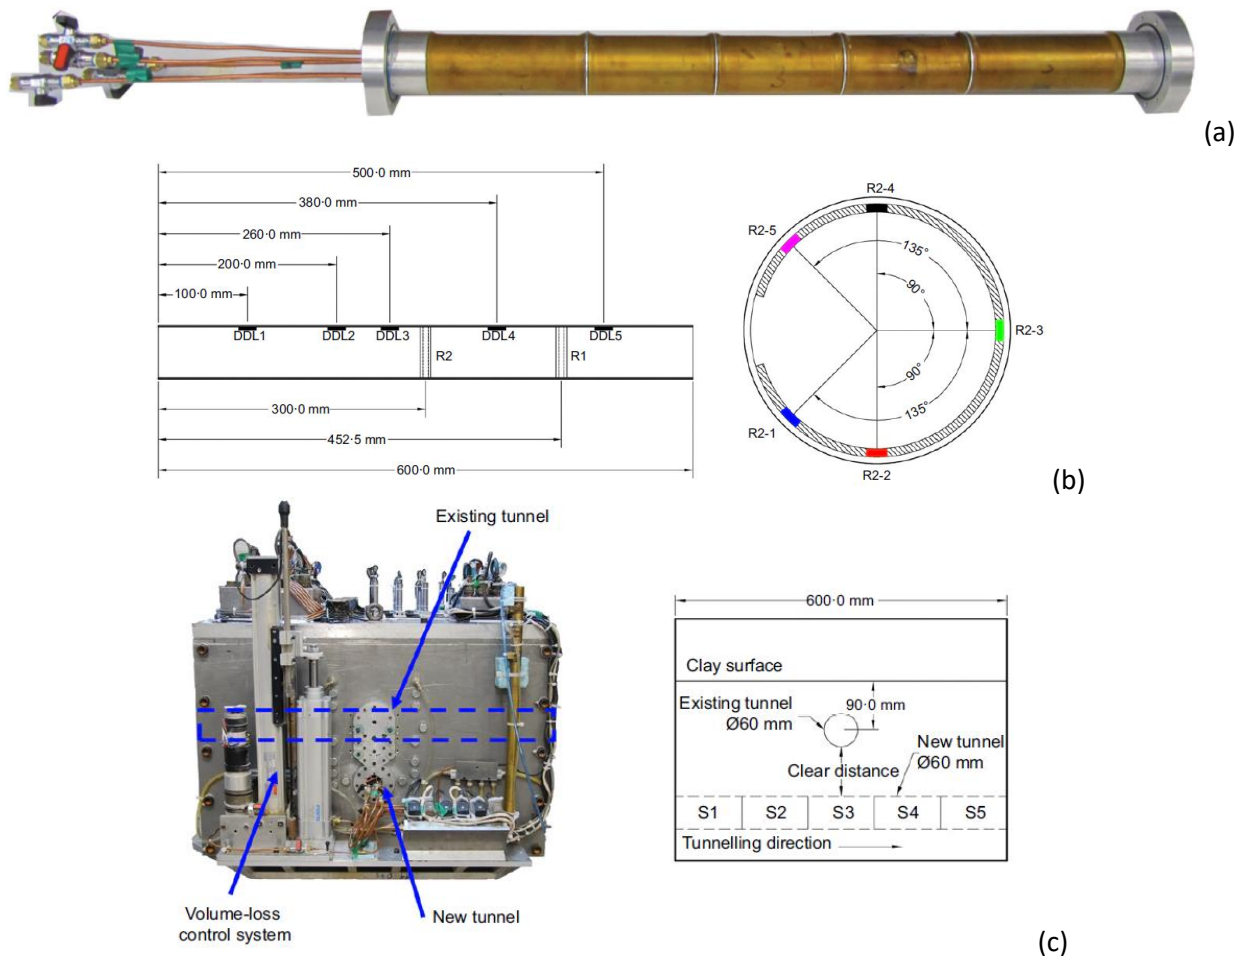 (a)
500·0 mm
380·0 mm
260·0 mm
200·0 mm
100·0 mm
DDL1
DDL2
DDL3
DDL4
DDL5
R2
R1
300·0 mm
452·5 mm
600·0 mm
R2-4
R2-5
135°
90°
R2-3
90°
135°
R2-1
R2-2
(b)
Existing tunnel
Volume-loss
control system
New tunnel
600·0 mm
Clay surface
Existing tunnel
Ø60 mm
90·0 mm
New tunnel
Ø60 mm
Clear distance
S1
S2
S3
S4
S5
Tunnelling direction
(c)